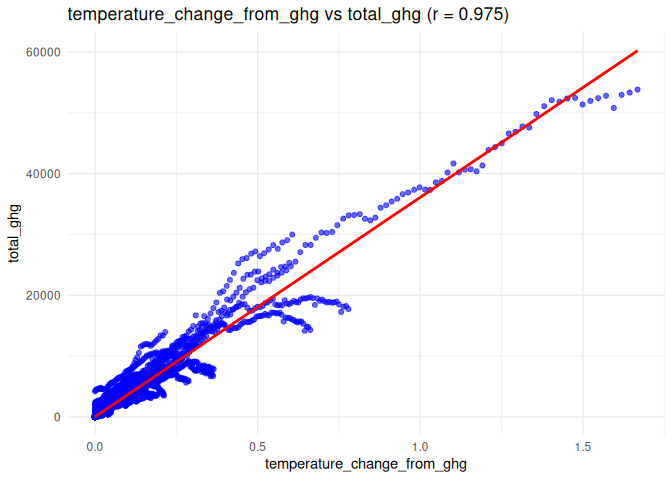 temperature_change_from_ghg vs total_ghg (r = 0.975)
total_ghg
60000
40000
20000
0
0.0
0.5
1.0
1.5
temperature_change_from_ghg